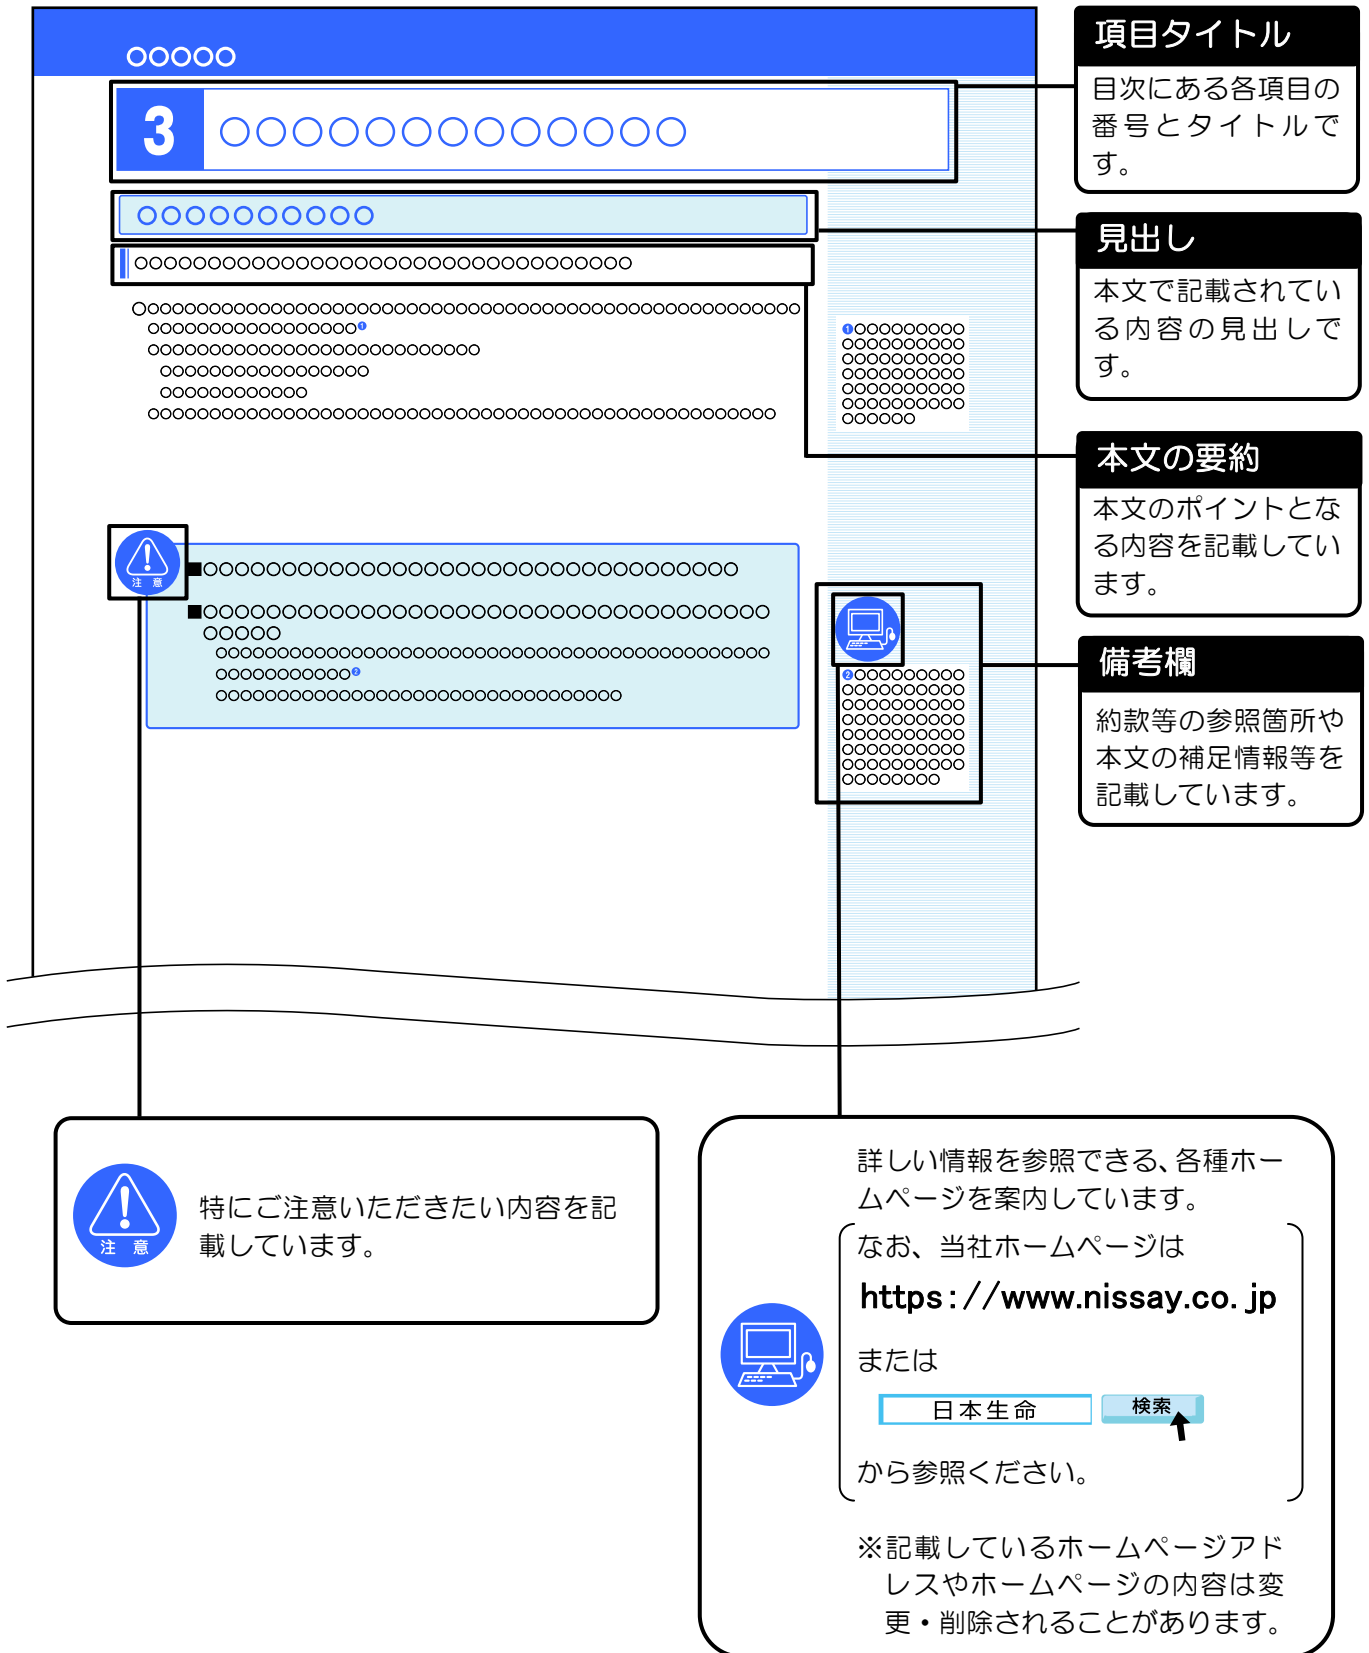 ○○○○○
3 ○○○○○○○○○○○○○
○○○○○○○○○○
○○○○○○○○○○○○○○○○○○○○○○○○○○○○○○○○○○
項目タイトル
目次にある各項目の
番号とタイトルで
す。
見出し
本文で記載されてい
る内容の見出しで
す。
本文の要約
本文のポイントとな
る内容を記載してい
ます。
備考欄
約款等の参照箇所や
本文の補足情報等を
記載しています。
注 意
注 意
特にご注意いただきたい内容を記
載しています。
詳しい情報を参照できる、各種ホー
ムページを案内しています。
なお、当社ホームページは
https://www.nissay.co.jp
または
日本生命 検索
から参照ください。
※記載しているホームページアド
レスやホームページの内容は変
更・削除されることがあります。